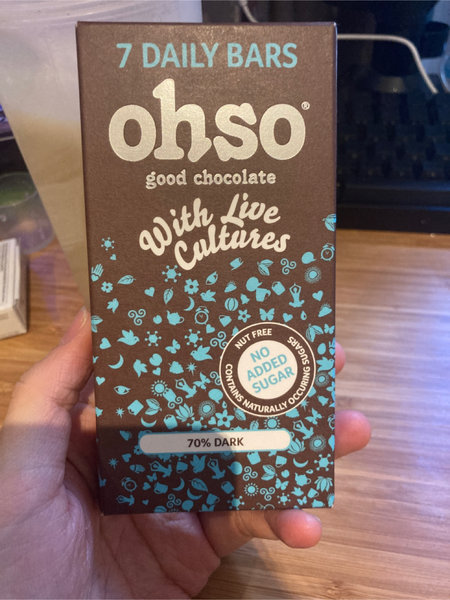 7 DAILY BARS
ohso®
good chocolate
With Live
Cultures
NUT FREE
NO
ADDED
SUGAR
CONTAINS NATURALLY OCCURING SUGARS
70% DARK